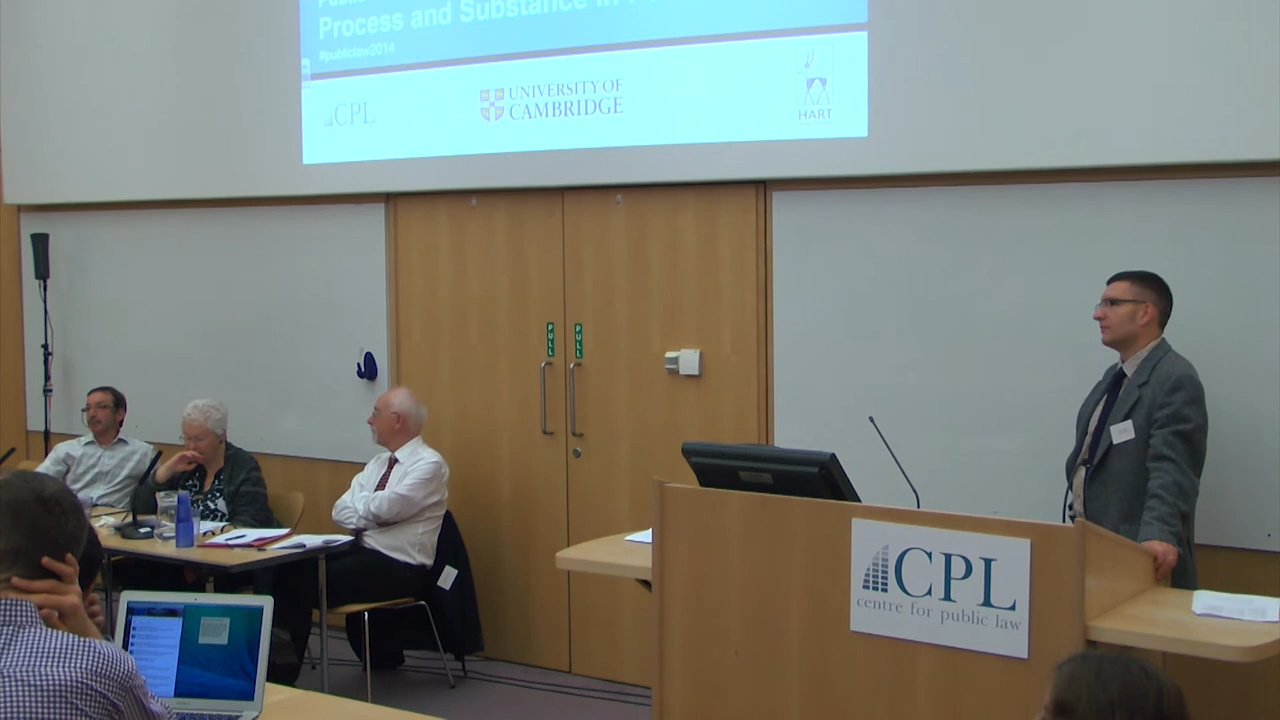 Process and Substance in
#publiclaw2014
CPL
UNIVERSITY OF
CAMBRIDGE
HART
PULL
PULL
CPL
centre for public law